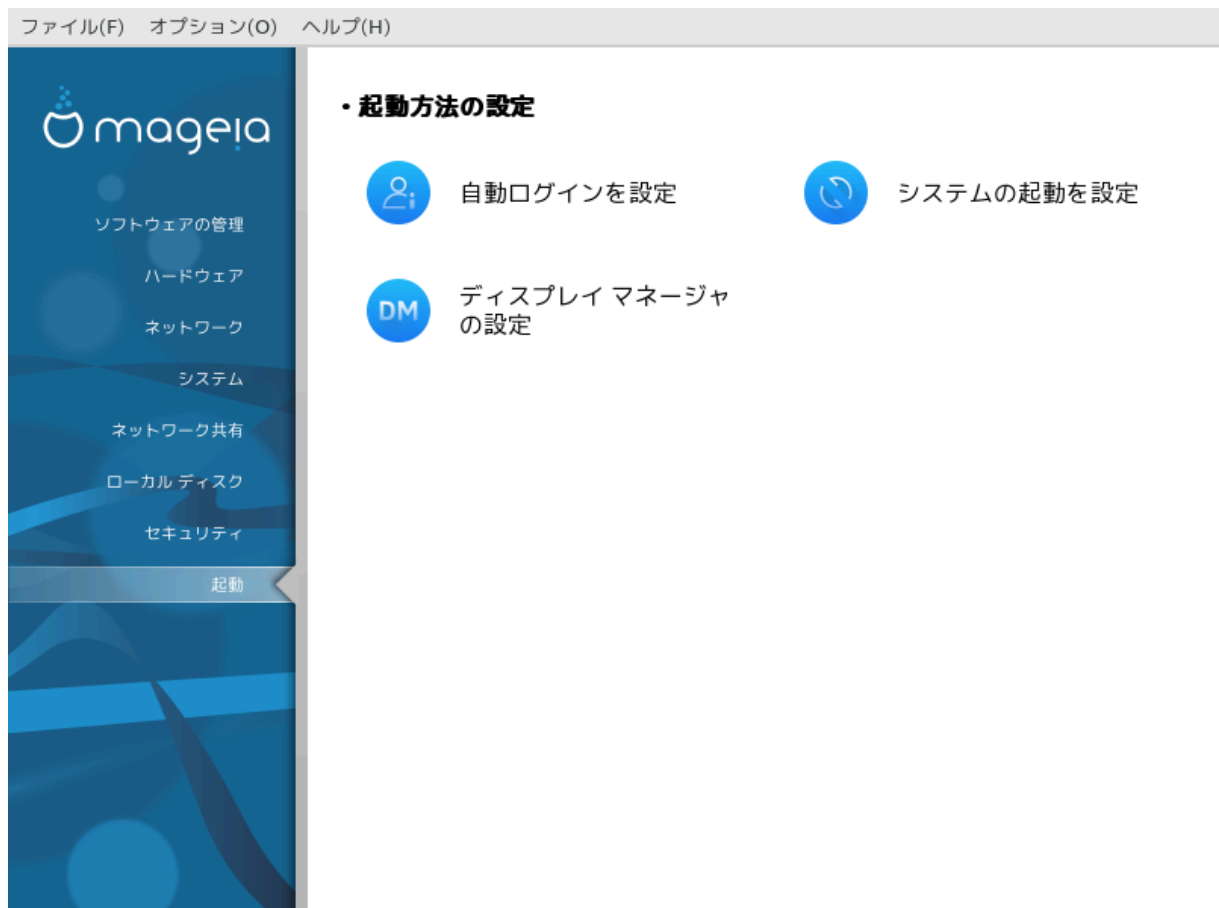 ファイル(F) オプション(O) ヘルプ(H)
mageia
ソフトウェアの管理
ハードウェア
ネットワーク
システム
ネットワーク共有
ローカル ディスク
セキュリティ
起動
・起動方法の設定
自動ログインを設定
システムの起動を設定
DM
ディスプレイ マネージャ
の設定